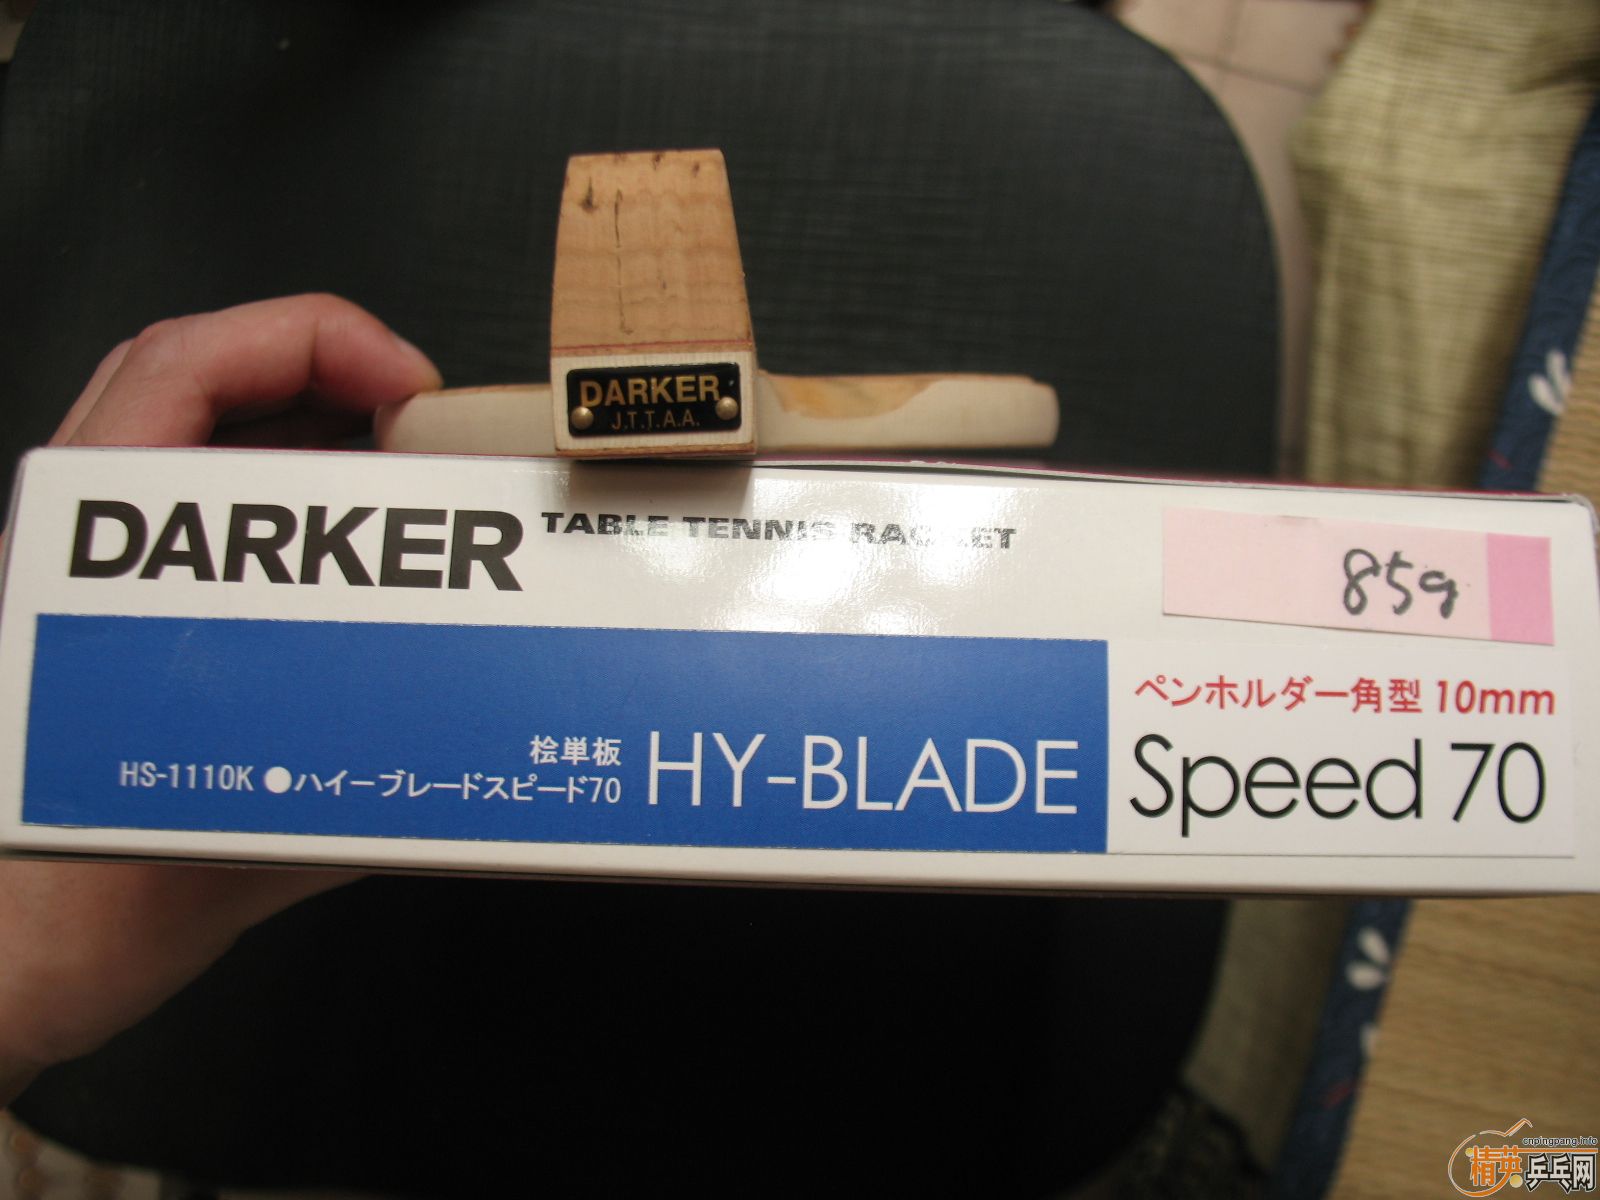 DARKER
J.T.T.A.A.
DARKER TABLE TENNIS RACKET
85g
ペンホルダー角型 10mm
桧単板
HS-1110K ●ハイーブレードスピード70
HY-BLADE
Speed 70
cnpingpang.info
精英乒乓网